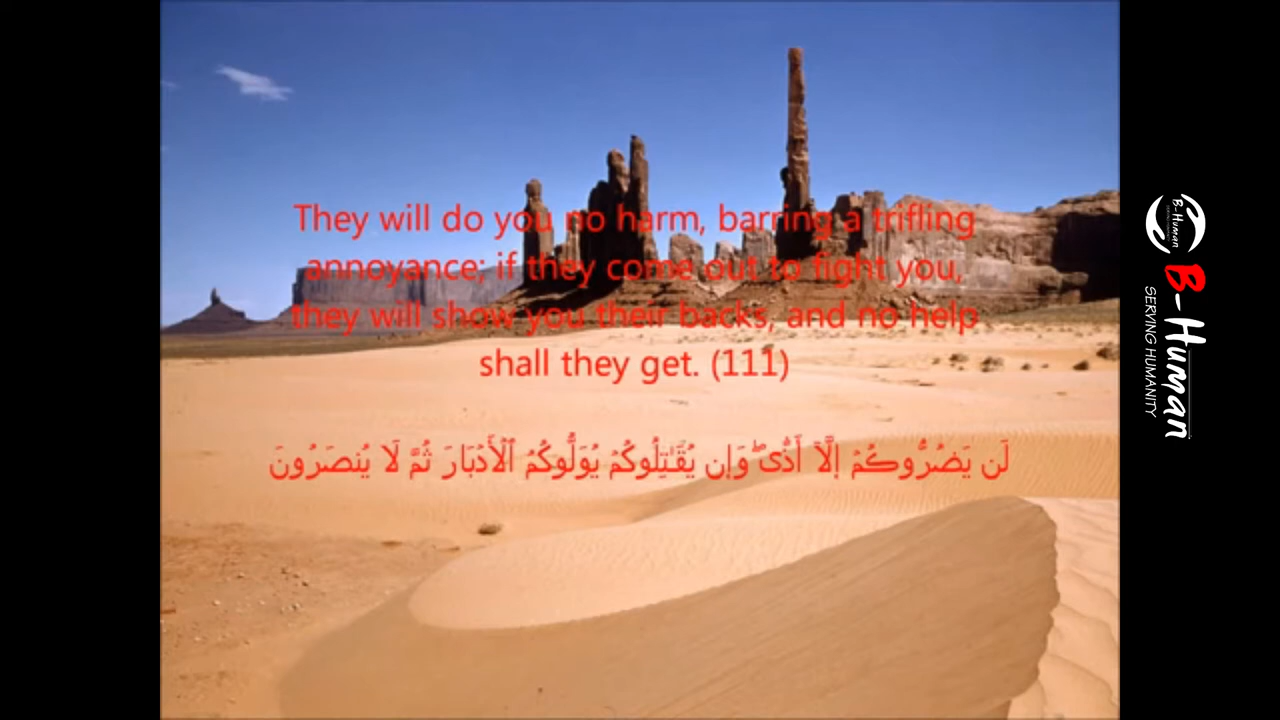 They will do you no harm, barring a trifling
annoyance; if they come out to fight you,
they will show you their backs, and no help
shall they get. (111)
لَن يَضُرُّوكُمْ إِلَّآ أَذًى ۖ وَإِن يُقَـٰتِلُوكُمْ يُوَلُّوكُمُ ٱلْأَدْبَارَ ثُمَّ لَا يُنصَرُونَ
B-Human
B-Human
SERVING HUMANITY